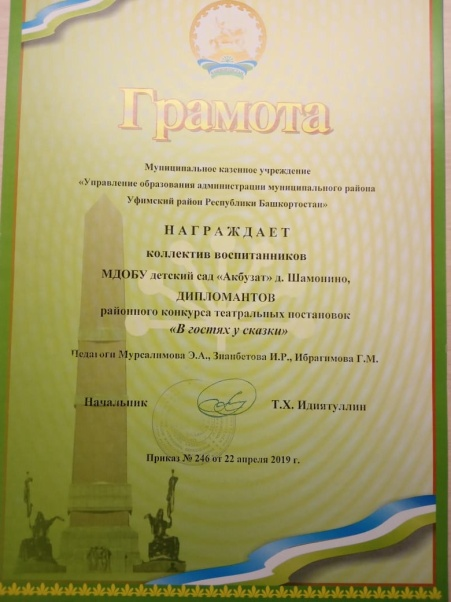 Грамота
Муниципальное казенное учреждение
«Управление образования администрации муниципального района
Уфимский район Республики Башкортостан»
НАГРАЖДАЕТ
коллектив воспитанников
МДОБУ детский сад «Акбузат» д. Шамонино,
ДИПЛОМАНТОВ
районного конкурса театральных постановок
«В гостях у сказки»
Педагоги Мурсалимова Э.А., Зианбетова И.Р., Ибрагимова Г.М.
Начальник Т.Х. Идиятуллин
Приказ № 246 от 22 апреля 2019 г.